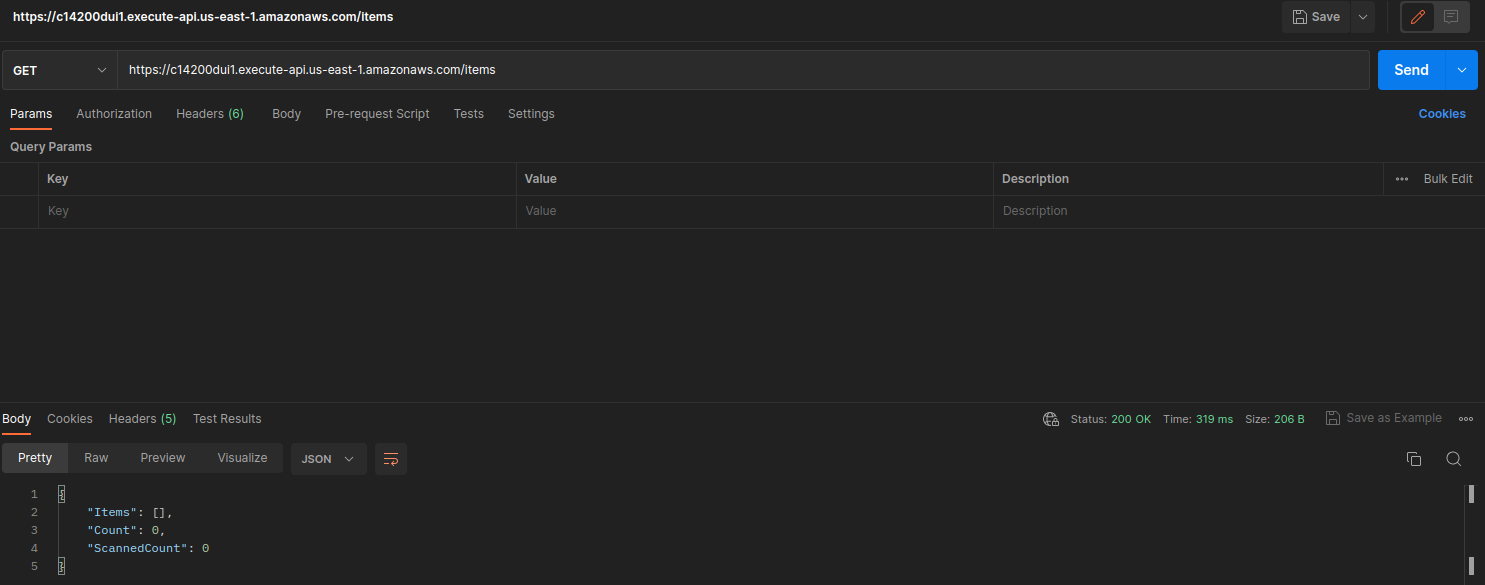 https://c14200dui1.execute-api.us-east-1.amazonaws.com/items Save
GET https://c14200dui1.execute-api.us-east-1.amazonaws.com/items Send
Params Authorization Headers (6) Body Pre-request Script Tests Settings Cookies
Query Params
Key Value Description Bulk Edit
Key Value Description
Body Cookies Headers (5) Test Results Status: 200 OK Time: 319 ms Size: 206 B Save as Example
Pretty Raw Preview Visualize JSON
1 {
2 "Items": [],
3 "Count": 0,
4 "ScannedCount": 0
5 }